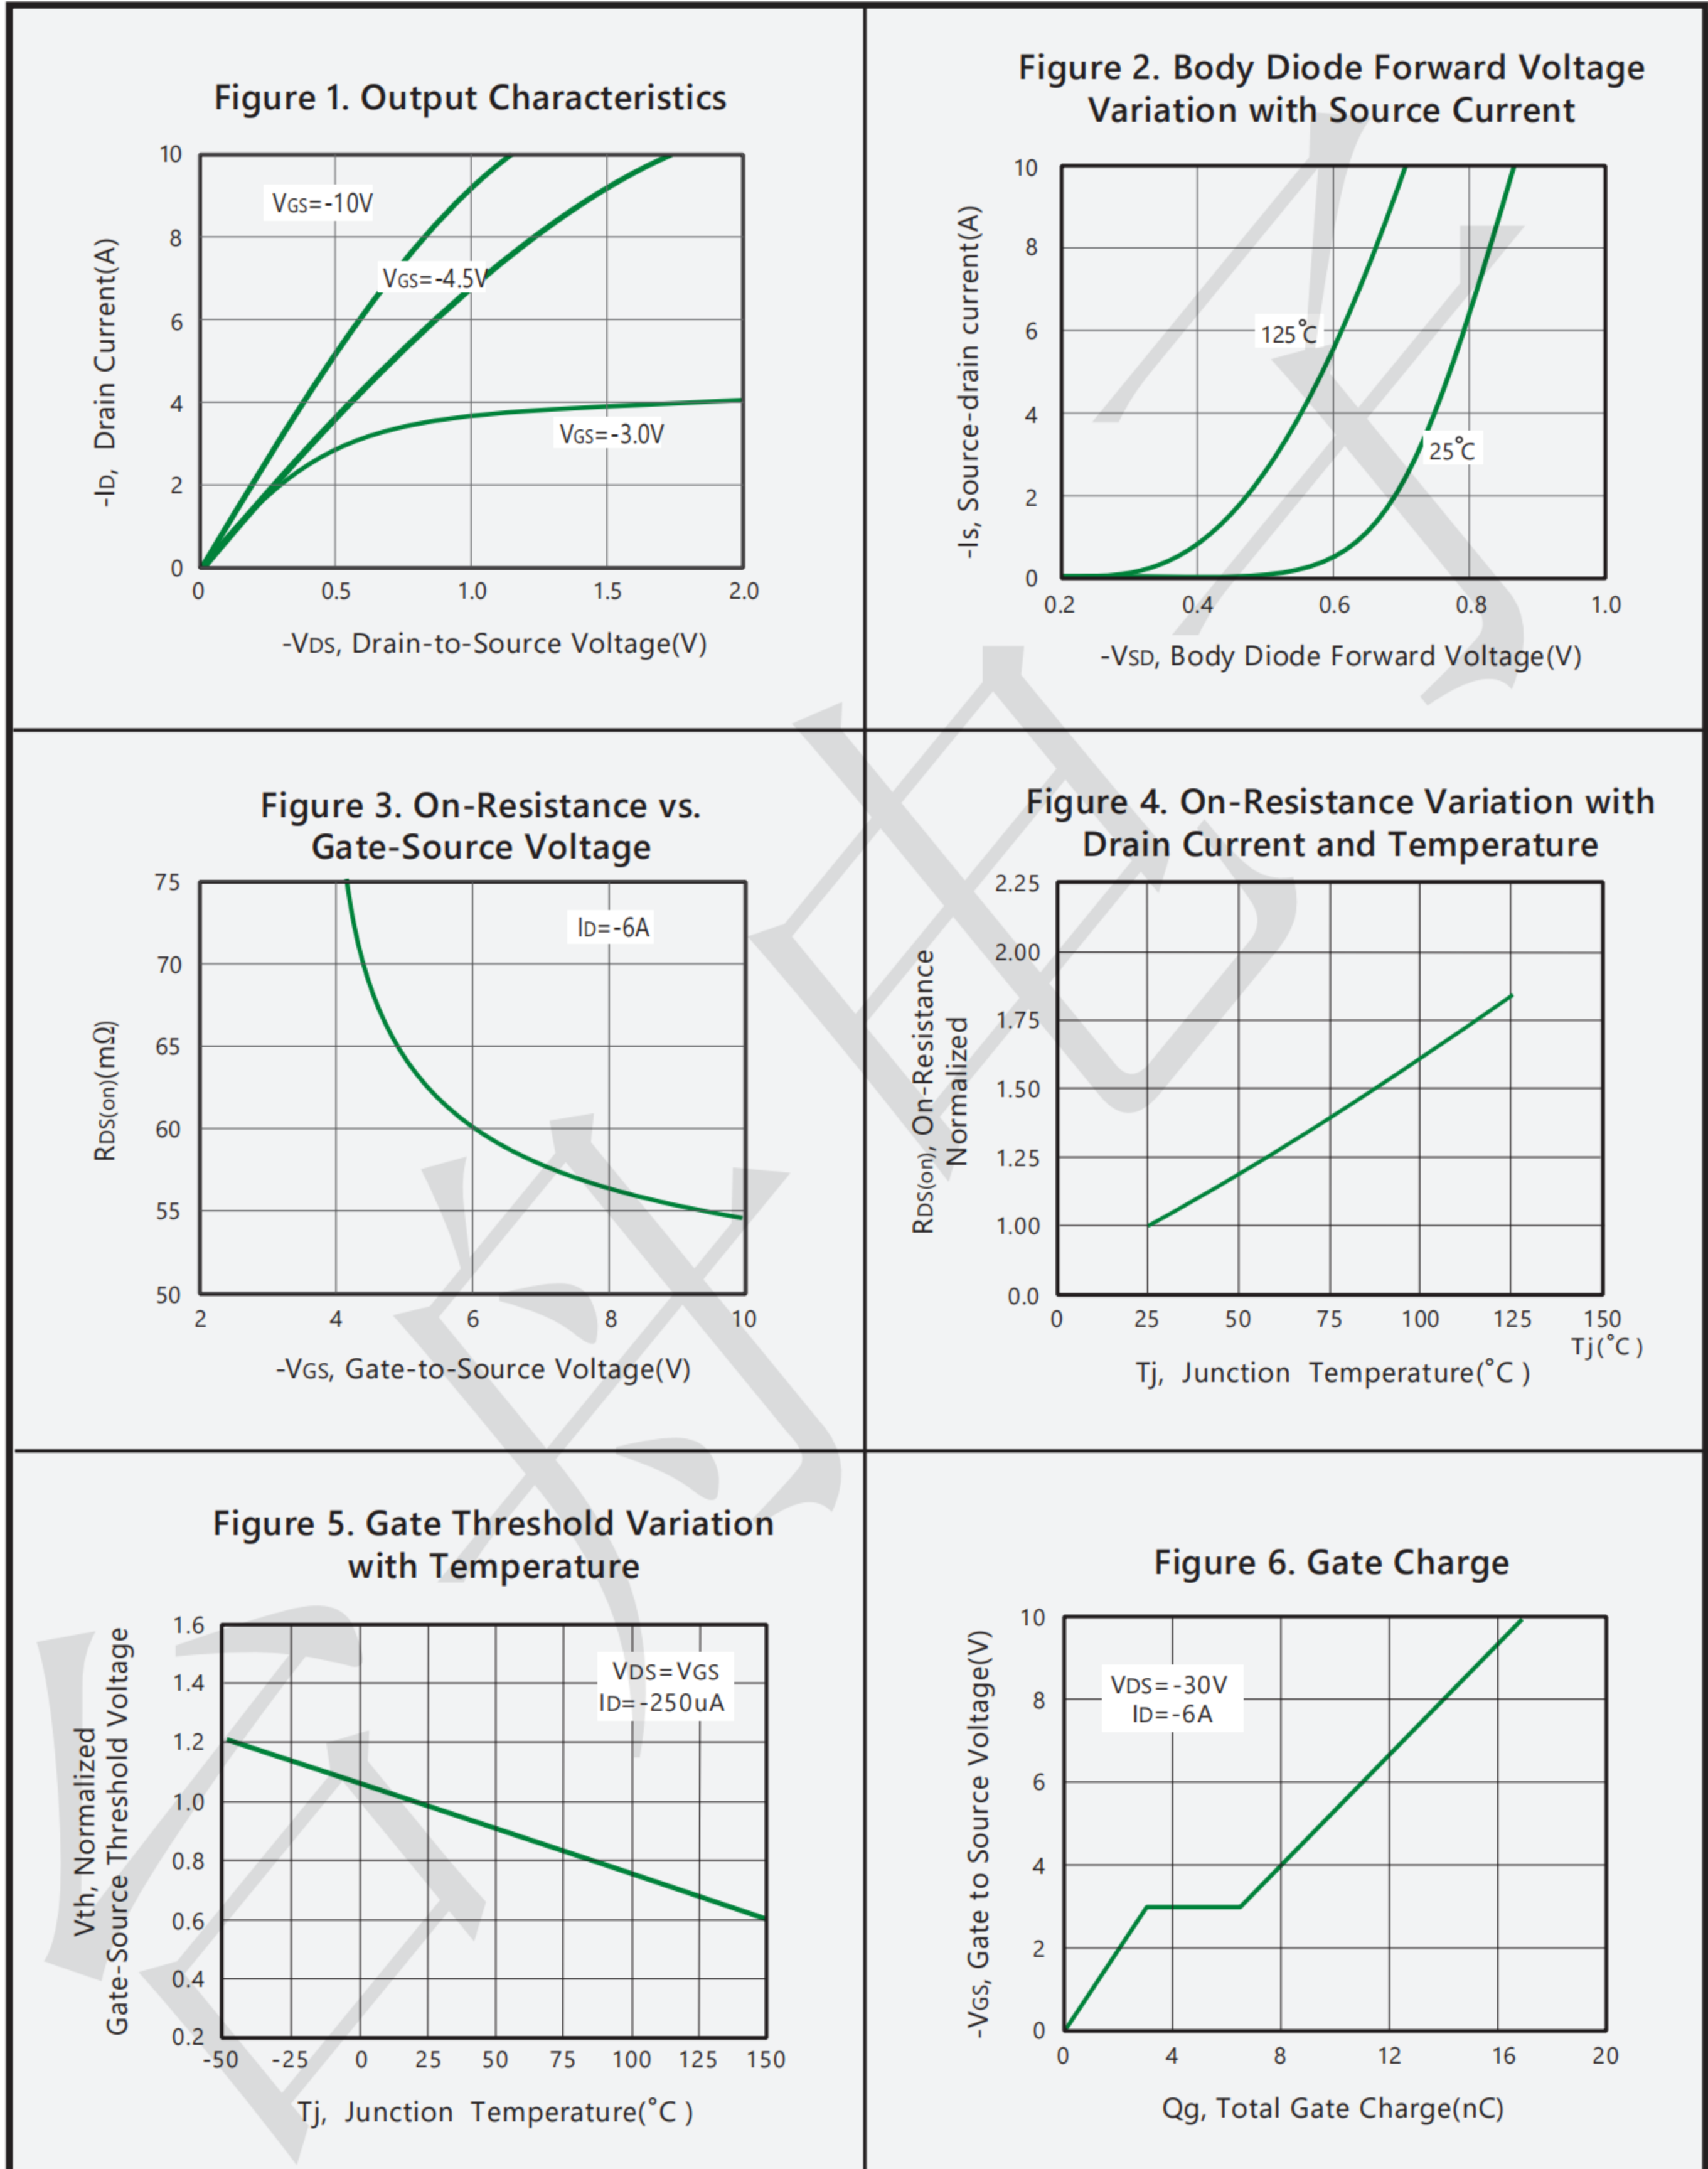 Figure 1. Output Characteristics
10
8
6
4
2
0
0 0.5 1.0 1.5 2.0
VGS=-10V
VGS=-4.5V
VGS=-3.0V
-ID, Drain Current(A)
-VDS, Drain-to-Source Voltage(V)
Figure 2. Body Diode Forward Voltage
Variation with Source Current
10
8
6
4
2
0
0.2 0.4 0.6 0.8 1.0
125°C
25°C
-Is, Source-drain current(A)
-VSD, Body Diode Forward Voltage(V)
Figure 3. On-Resistance vs.
Gate-Source Voltage
75
70
65
60
55
50
2 4 6 8 10
ID=-6A
RDS(on)(mΩ)
-VGS, Gate-to-Source Voltage(V)
Figure 4. On-Resistance Variation with
Drain Current and Temperature
2.25
2.00
1.75
1.50
1.25
1.00
0.0
0 25 50 75 100 125 150
Tj(°C)
RDS(on), On-Resistance
Normalized
Tj, Junction Temperature(°C)
Figure 5. Gate Threshold Variation
with Temperature
1.6
1.4
1.2
1.0
0.8
0.6
0.4
0.2
-50 -25 0 25 50 75 100 125 150
VDS=VGS
ID=-250uA
Vth, Normalized
Gate-Source Threshold Voltage
Tj, Junction Temperature(°C)
Figure 6. Gate Charge
10
8
6
4
2
0
0 4 8 12 16 20
VDS=-30V
ID=-6A
-VGS, Gate to Source Voltage(V)
Qg, Total Gate Charge(nC)